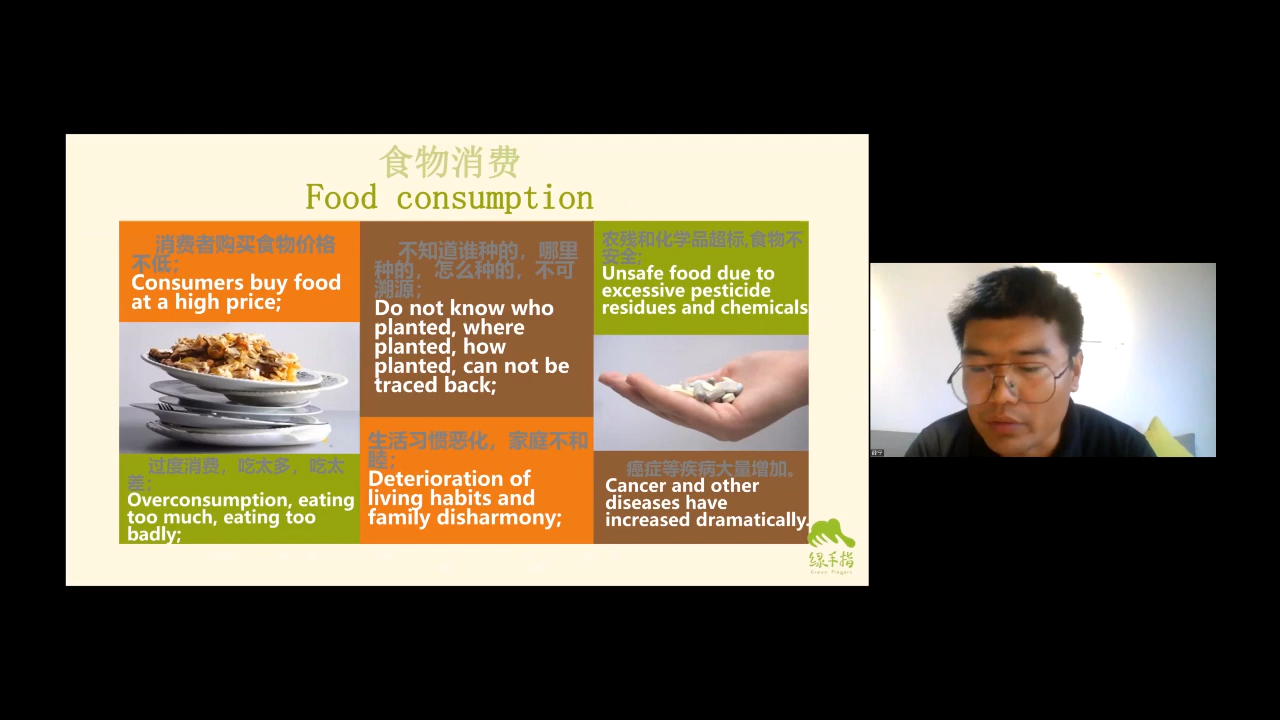 食物消费
Food consumption
消费者购买食物价格
不低；
Consumers buy food
at a high price;
过度消费，吃太多，吃太
差；
Overconsumption, eating
too much, eating too
badly;
不知道谁种的，哪里
种的，怎么种的，不可
溯源；
Do not know who
planted, where
planted, how
planted, can not be
traced back;
生活习惯恶化，家庭不和
睦；
Deterioration of
living habits and
family disharmony;
农残和化学品超标,食物不
安全;
Unsafe food due to
excessive pesticide
residues and chemicals
癌症等疾病大量增加。
Cancer and other
diseases have
increased dramatically.
绿手指
Green Fingers